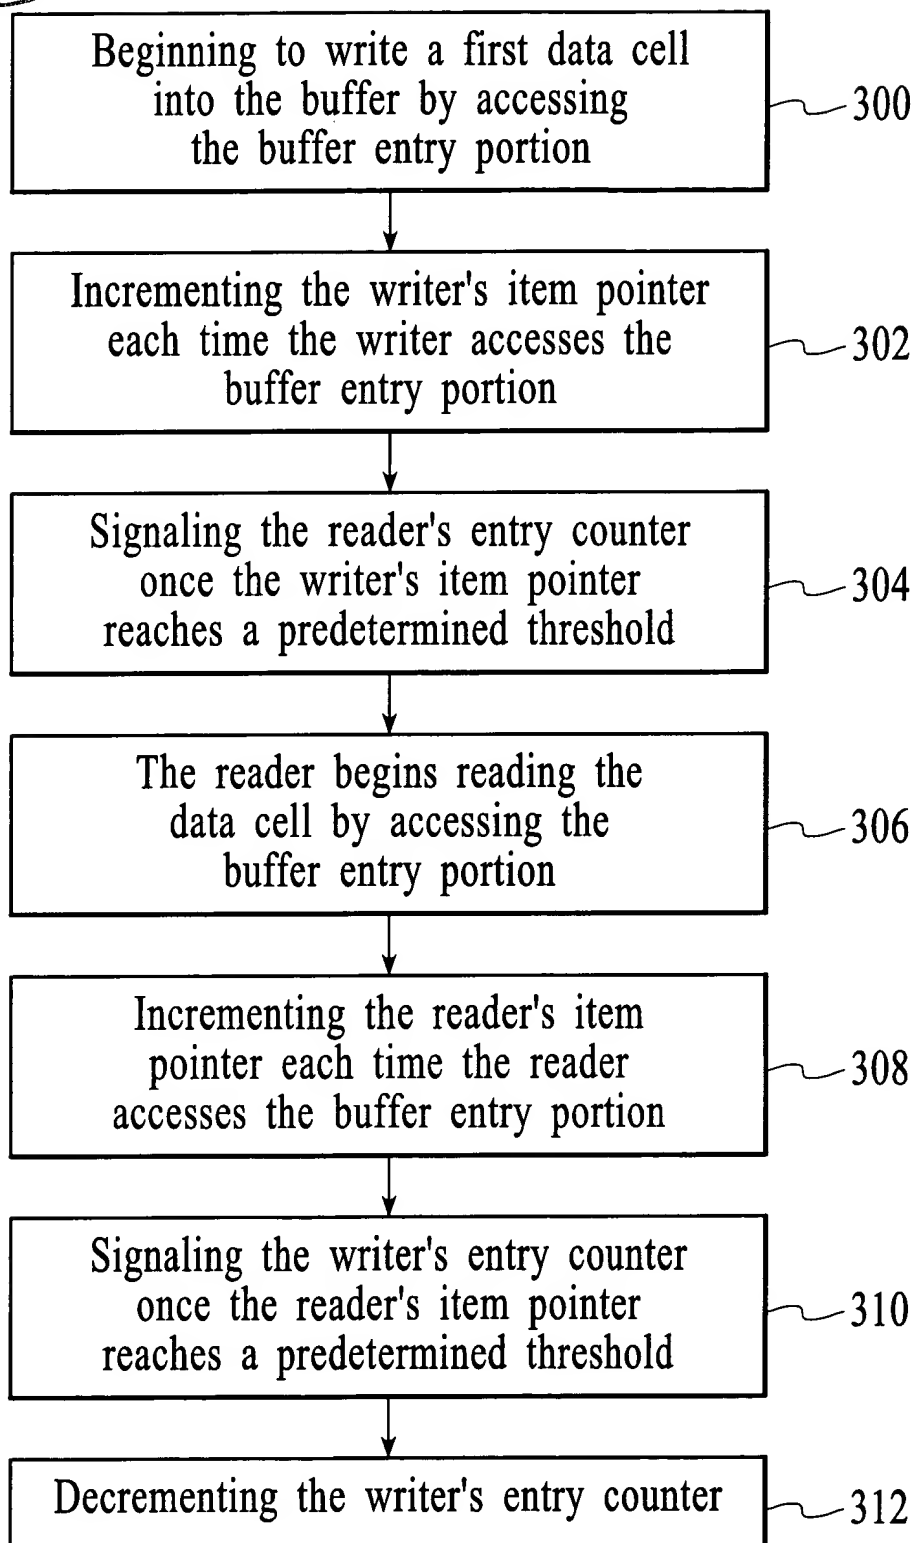 Beginning to write a first data cell
into the buffer by accessing
the buffer entry portion
300
Incrementing the writer's item pointer
each time the writer accesses the
buffer entry portion
302
Signaling the reader's entry counter
once the writer's item pointer
reaches a predetermined threshold
304
The reader begins reading the
data cell by accessing the
buffer entry portion
306
Incrementing the reader's item
pointer each time the reader
accesses the buffer entry portion
308
Signaling the writer's entry counter
once the reader's item pointer
reaches a predetermined threshold
310
Decrementing the writer's entry counter
312